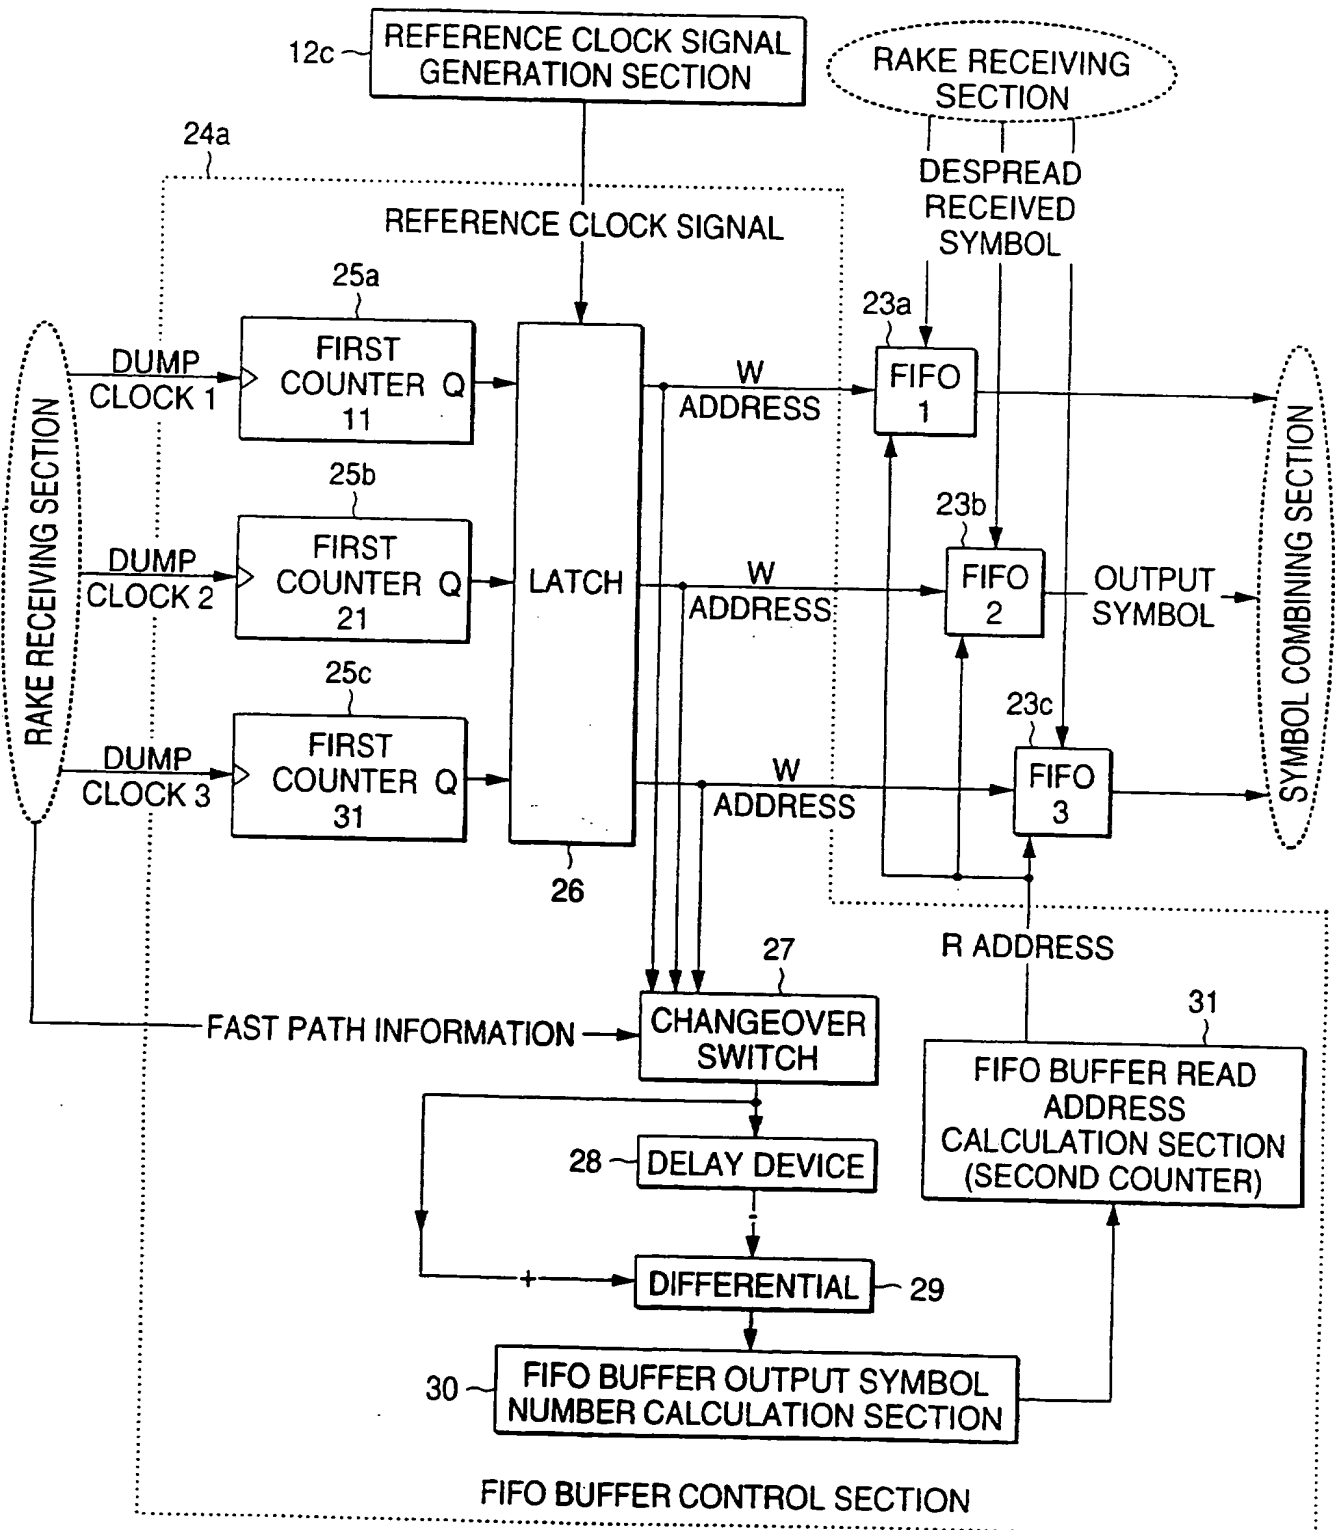 12c
REFERENCE CLOCK SIGNAL
GENERATION SECTION
RAKE RECEIVING
SECTION
24a
DESPREAD
RECEIVED
SYMBOL
REFERENCE CLOCK SIGNAL
25a
23a
DUMP
CLOCK 1
FIRST
COUNTER Q
11
W
ADDRESS
FIFO
1
RAKE RECEIVING SECTION
25b
23b
DUMP
CLOCK 2
FIRST
COUNTER Q
21
LATCH
W
ADDRESS
FIFO
2
OUTPUT
SYMBOL
SYMBOL COMBINING SECTION
25c
23c
DUMP
CLOCK 3
FIRST
COUNTER Q
31
W
ADDRESS
FIFO
3
26
R ADDRESS
27
FAST PATH INFORMATION
CHANGEOVER
SWITCH
31
FIFO BUFFER READ
ADDRESS
CALCULATION SECTION
(SECOND COUNTER)
28
DELAY DEVICE
-
+
DIFFERENTIAL
29
30
FIFO BUFFER OUTPUT SYMBOL
NUMBER CALCULATION SECTION
FIFO BUFFER CONTROL SECTION